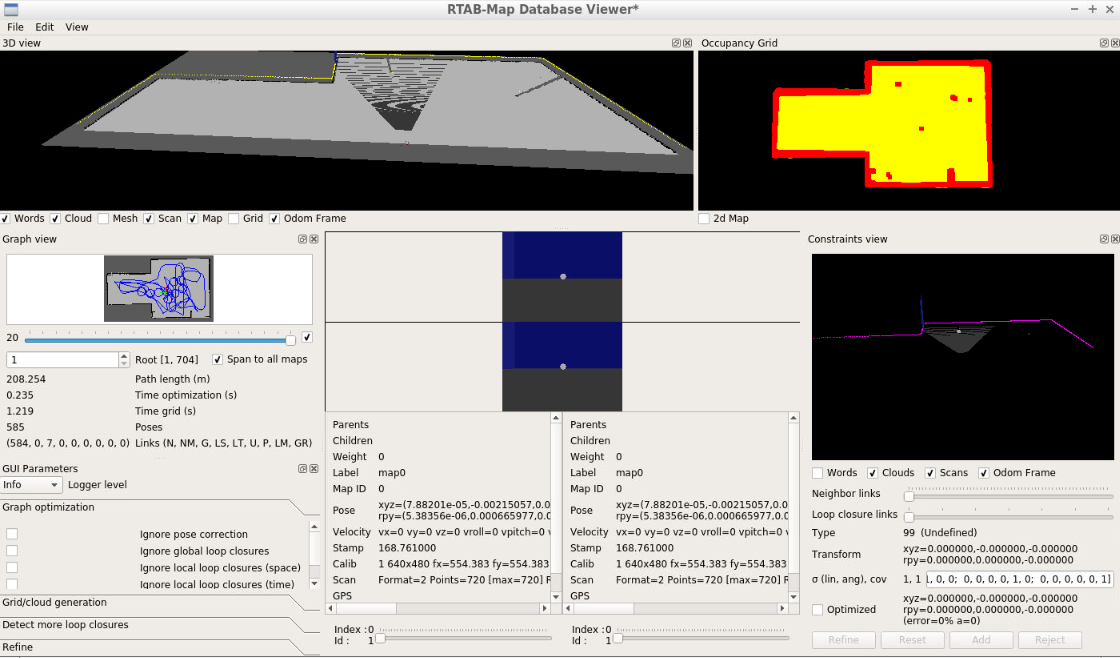 RTAB-Map Database Viewer*
File Edit View
3D view
Occupancy Grid
Words Cloud Mesh Scan Map Grid Odom Frame
2d Map
Graph view
20
1 Root [1, 704] Span to all maps
208.254 Path length (m)
0.235 Time optimization (s)
1.219 Time grid (s)
585 Poses
(584, 0, 7, 0, 0, 0, 0, 0, 0) Links (N, NM, G, LS, LT, U, P, LM, GR)
GUI Parameters
Info Logger level
Graph optimization
Ignore pose correction
Ignore global loop closures
Ignore local loop closures (space)
Ignore local loop closures (time)
Grid/cloud generation
Detect more loop closures
Refine
Parents
Children
Weight 0
Label map0
Map ID 0
Pose xyz=(7.88201e-05,-0.00215057,0.0
rpy=(5.38356e-06,0.000665977,0.0
Velocity vx=0 vy=0 vz=0 vroll=0 vpitch=0
Stamp 168.761000
Calib 1 640x480 fx=554.383 fy=554.383
Scan Format=2 Points=720 [max=720] R
GPS
Index :0
Id : 1
Parents
Children
Weight 0
Label map0
Map ID 0
Pose xyz=(7.88201e-05,-0.00215057,0.0
rpy=(5.38356e-06,0.000665977,0.0
Velocity vx=0 vy=0 vz=0 vroll=0 vpitch=0
Stamp 168.761000
Calib 1 640x480 fx=554.383 fy=554.383
Scan Format=2 Points=720 [max=720] R
GPS
Index :0
Id : 1
Constraints view
Words Clouds Scans Odom Frame
Neighbor links
Loop closure links
Type 99 (Undefined)
Transform xyz=0.000000,-0.000000,-0.000000
rpy=0.000000,0.000000,-0.000000
σ (lin, ang), cov 1, 1 1, 0, 0; 0, 0, 0, 0, 1, 0; 0, 0, 0, 0, 0, 1]
Optimized xyz=0.000000,-0.000000,-0.000000
rpy=0.000000,0.000000,-0.000000
(error=0% a=0)
Refine Reset Add Reject